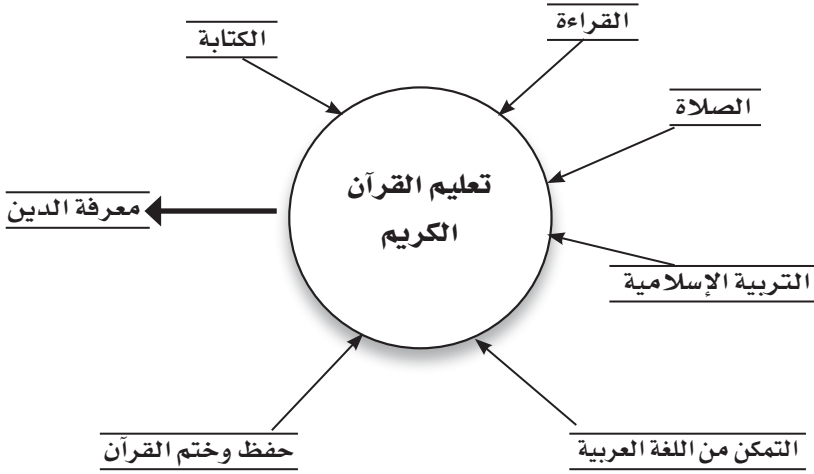 القراءة
الكتابة
الصلاة
تعليم القرآن
الكريم
معرفة الدين
التربية الإسلامية
التمكن من اللغة العربية
حفظ وختم القرآن